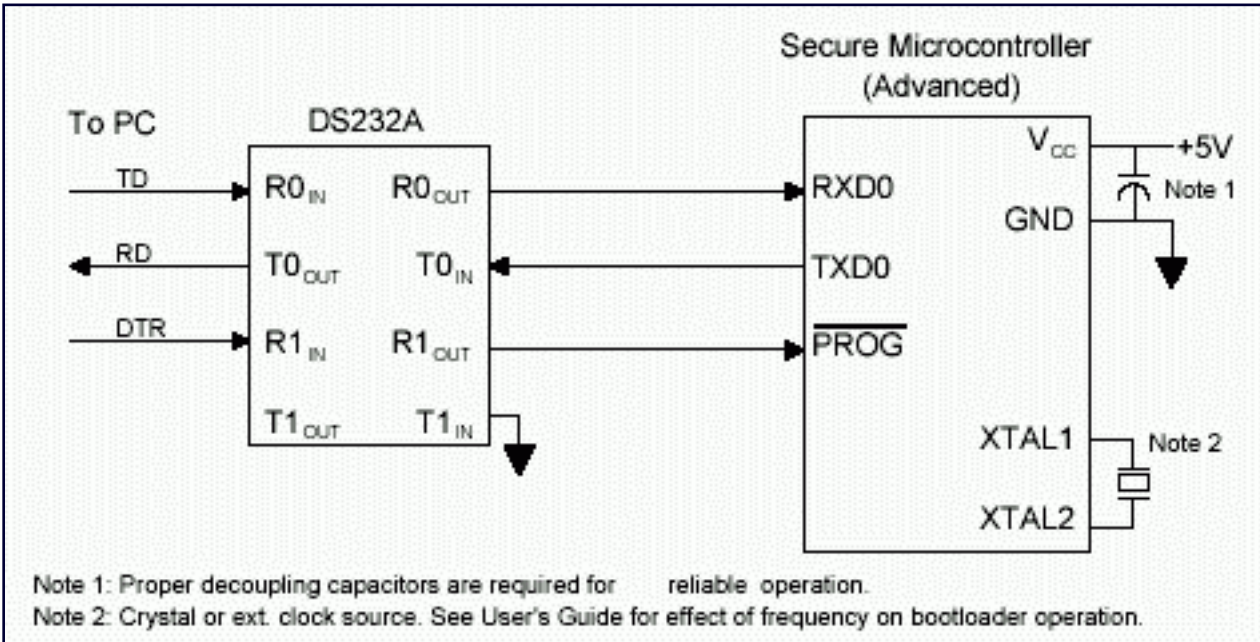 Secure Microcontroller
(Advanced)
To PC
DS232A
TD
R0IN
R0OUT
RXD0
VCC
+5V
Note 1
GND
RD
T0OUT
T0IN
TXD0
DTR
R1IN
R1OUT
PROG
T1OUT
T1IN
XTAL1
Note 2
XTAL2
Note 1: Proper decoupling capacitors are required for reliable operation.
Note 2: Crystal or ext. clock source. See User's Guide for effect of frequency on bootloader operation.